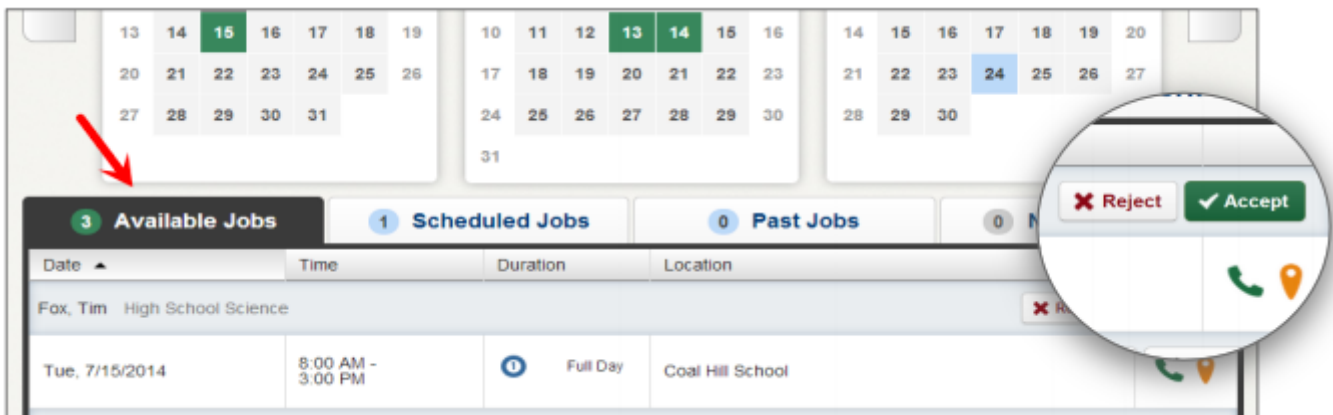 13 14 15 16 17 18 19 10 11 12 13 14 15 16 14 15 16 17 18 19 20
20 21 22 23 24 25 26 17 18 19 20 21 22 23 21 22 23 24 25 26 27
27 28 29 30 31 24 25 26 27 28 29 30 28 29 30
31
3 Available Jobs 1 Scheduled Jobs 0 Past Jobs 0
Reject Accept
Date Time Duration Location
Fox, Tim High School Science
Tue, 7/15/2014 8:00 AM - 1 Full Day Coal Hill School
3:00 PM